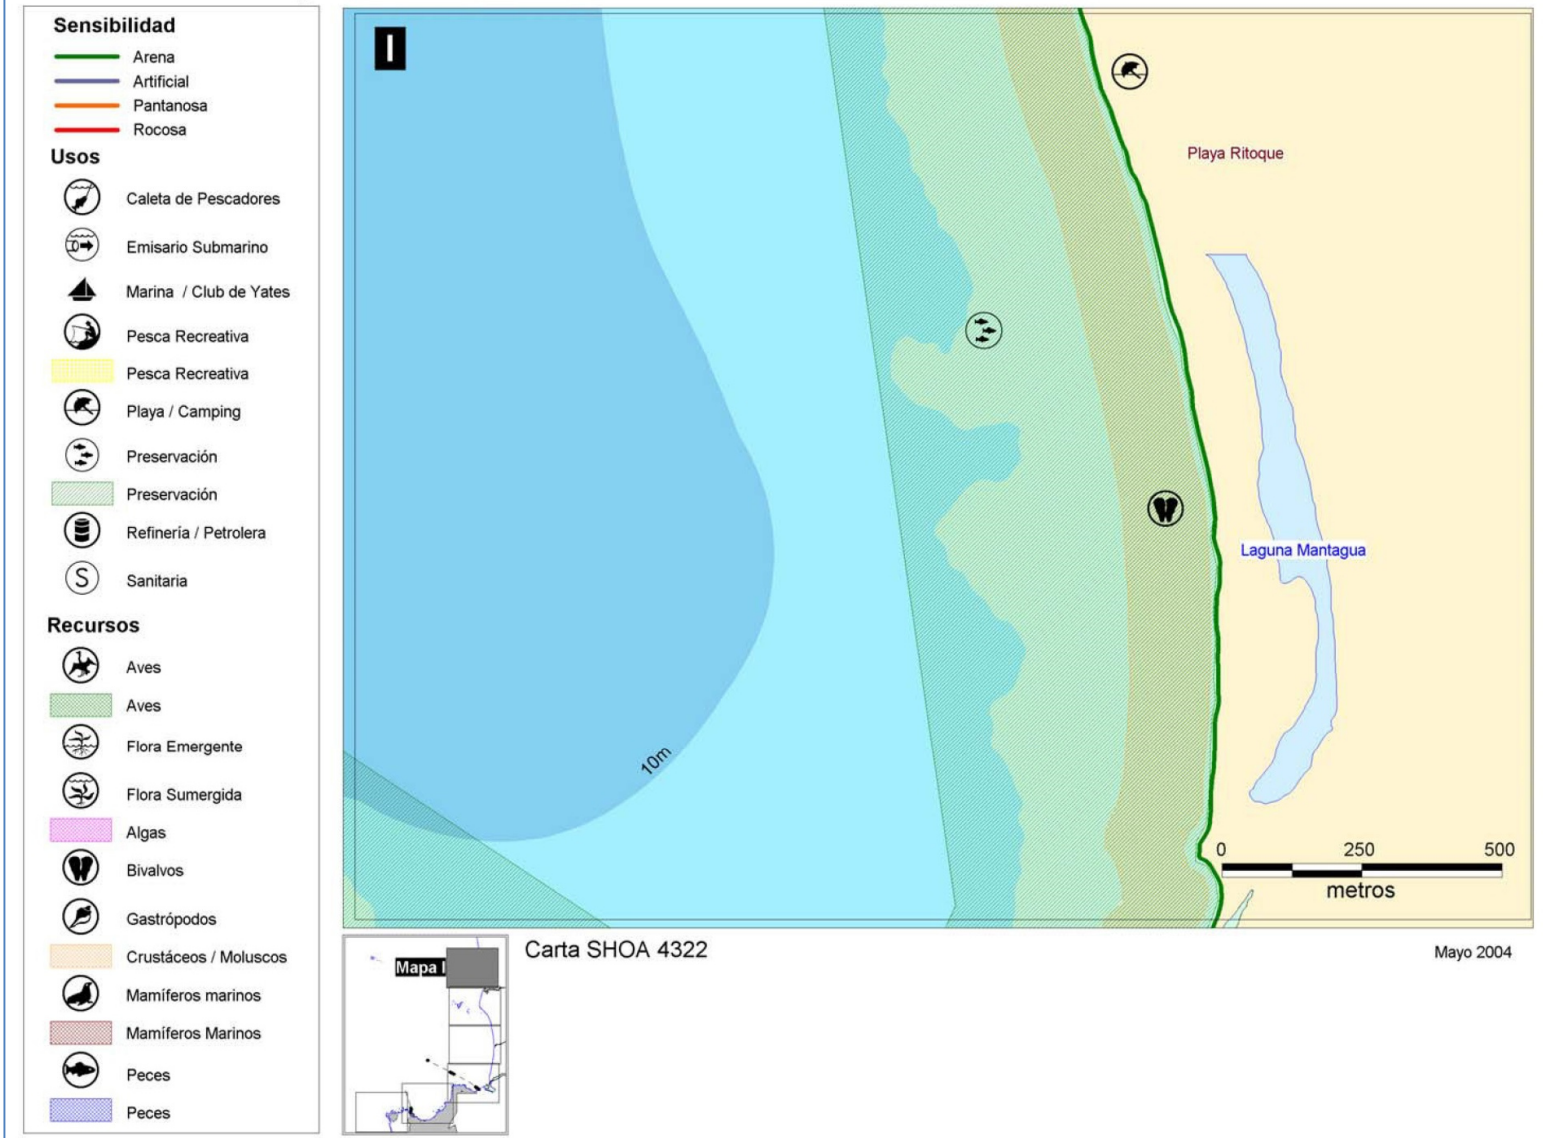 Sensibilidad
Arena
Artificial
Pantanosa
Rocosa
Usos
Caleta de Pescadores
Emisario Submarino
Marina / Club de Yates
Pesca Recreativa
Pesca Recreativa
Playa / Camping
Preservación
Preservación
Refinería / Petrolera
S Sanitaria
Recursos
Aves
Aves
Flora Emergente
Flora Sumergida
Algas
Bivalvos
Gastrópodos
Crustáceos / Moluscos
Mamíferos marinos
Mamíferos Marinos
Peces
Peces
I
Playa Ritoque
Laguna Mantagua
10m
0 250 500
metros
Mapa I
Carta SHOA 4322
Mayo 2004